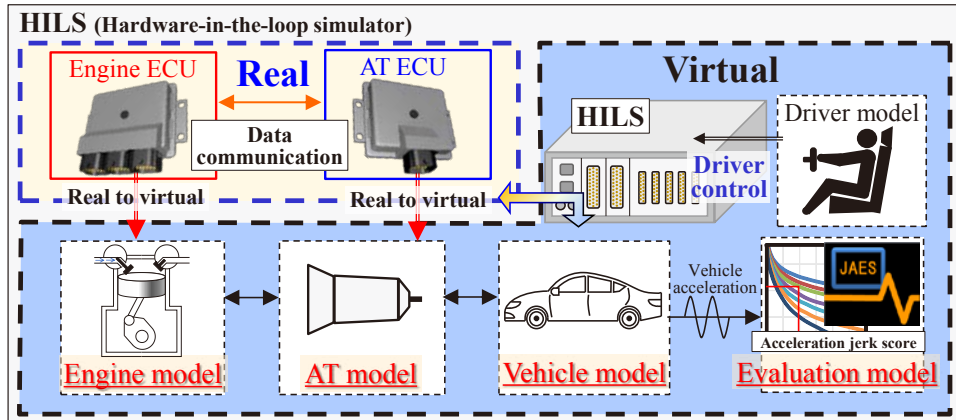 HILS (Hardware-in-the-loop simulator)
Engine ECU
Real
AT ECU
Data
communication
Real to virtual
Real to virtual
Virtual
HILS
Driver model
Driver
control
Vehicle
acceleration
JAES
Acceleration jerk score
Engine model
AT model
Vehicle model
Evaluation model